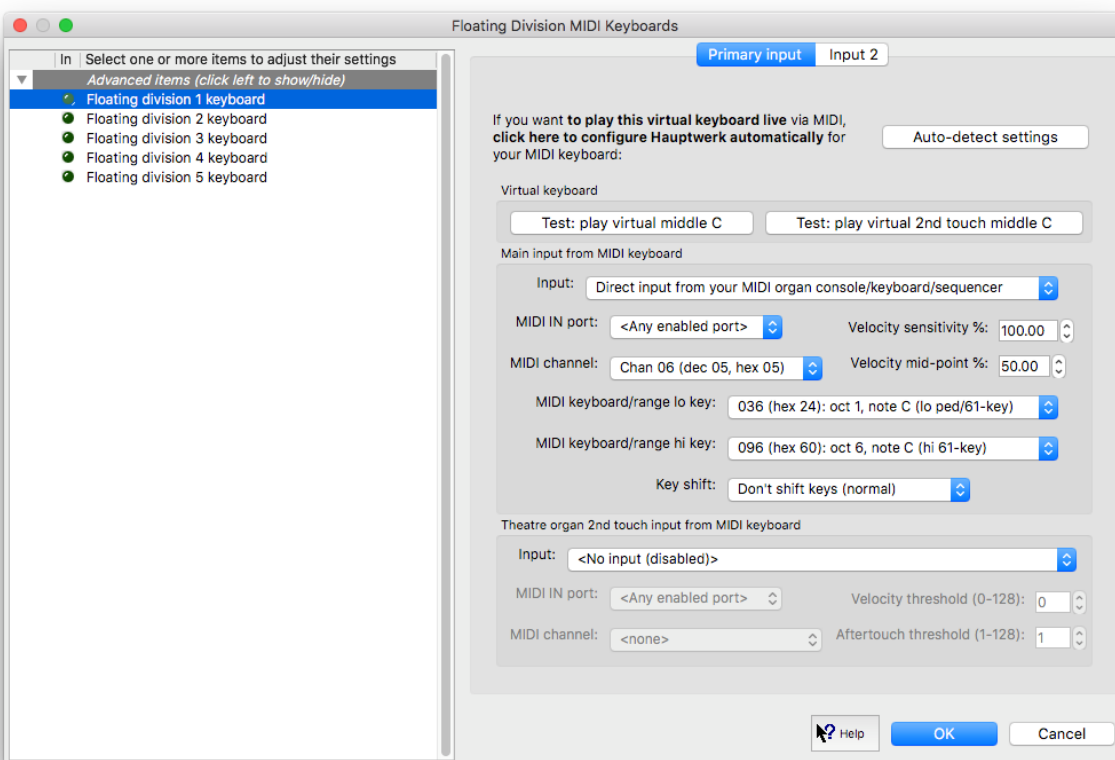 Floating Division MIDI Keyboards
In Select one or more items to adjust their settings
Advanced items (click left to show/hide)
Floating division 1 keyboard
Floating division 2 keyboard
Floating division 3 keyboard
Floating division 4 keyboard
Floating division 5 keyboard
Primary input Input 2
If you want to play this virtual keyboard live via MIDI,
click here to configure Hauptwerk automatically for
your MIDI keyboard:
Auto-detect settings
Virtual keyboard
Test: play virtual middle C Test: play virtual 2nd touch middle C
Main input from MIDI keyboard
Input: Direct input from your MIDI organ console/keyboard/sequencer
MIDI IN port: <Any enabled port> Velocity sensitivity %: 100.00
MIDI channel: Chan 06 (dec 05, hex 05) Velocity mid-point %: 50.00
MIDI keyboard/range lo key: 036 (hex 24): oct 1, note C (lo ped/61-key)
MIDI keyboard/range hi key: 096 (hex 60): oct 6, note C (hi 61-key)
Key shift: Don't shift keys (normal)
Theatre organ 2nd touch input from MIDI keyboard
Input: <No input (disabled)>
MIDI IN port: <Any enabled port> Velocity threshold (0-128): 0
MIDI channel: <none> Aftertouch threshold (1-128): 1
? Help OK Cancel